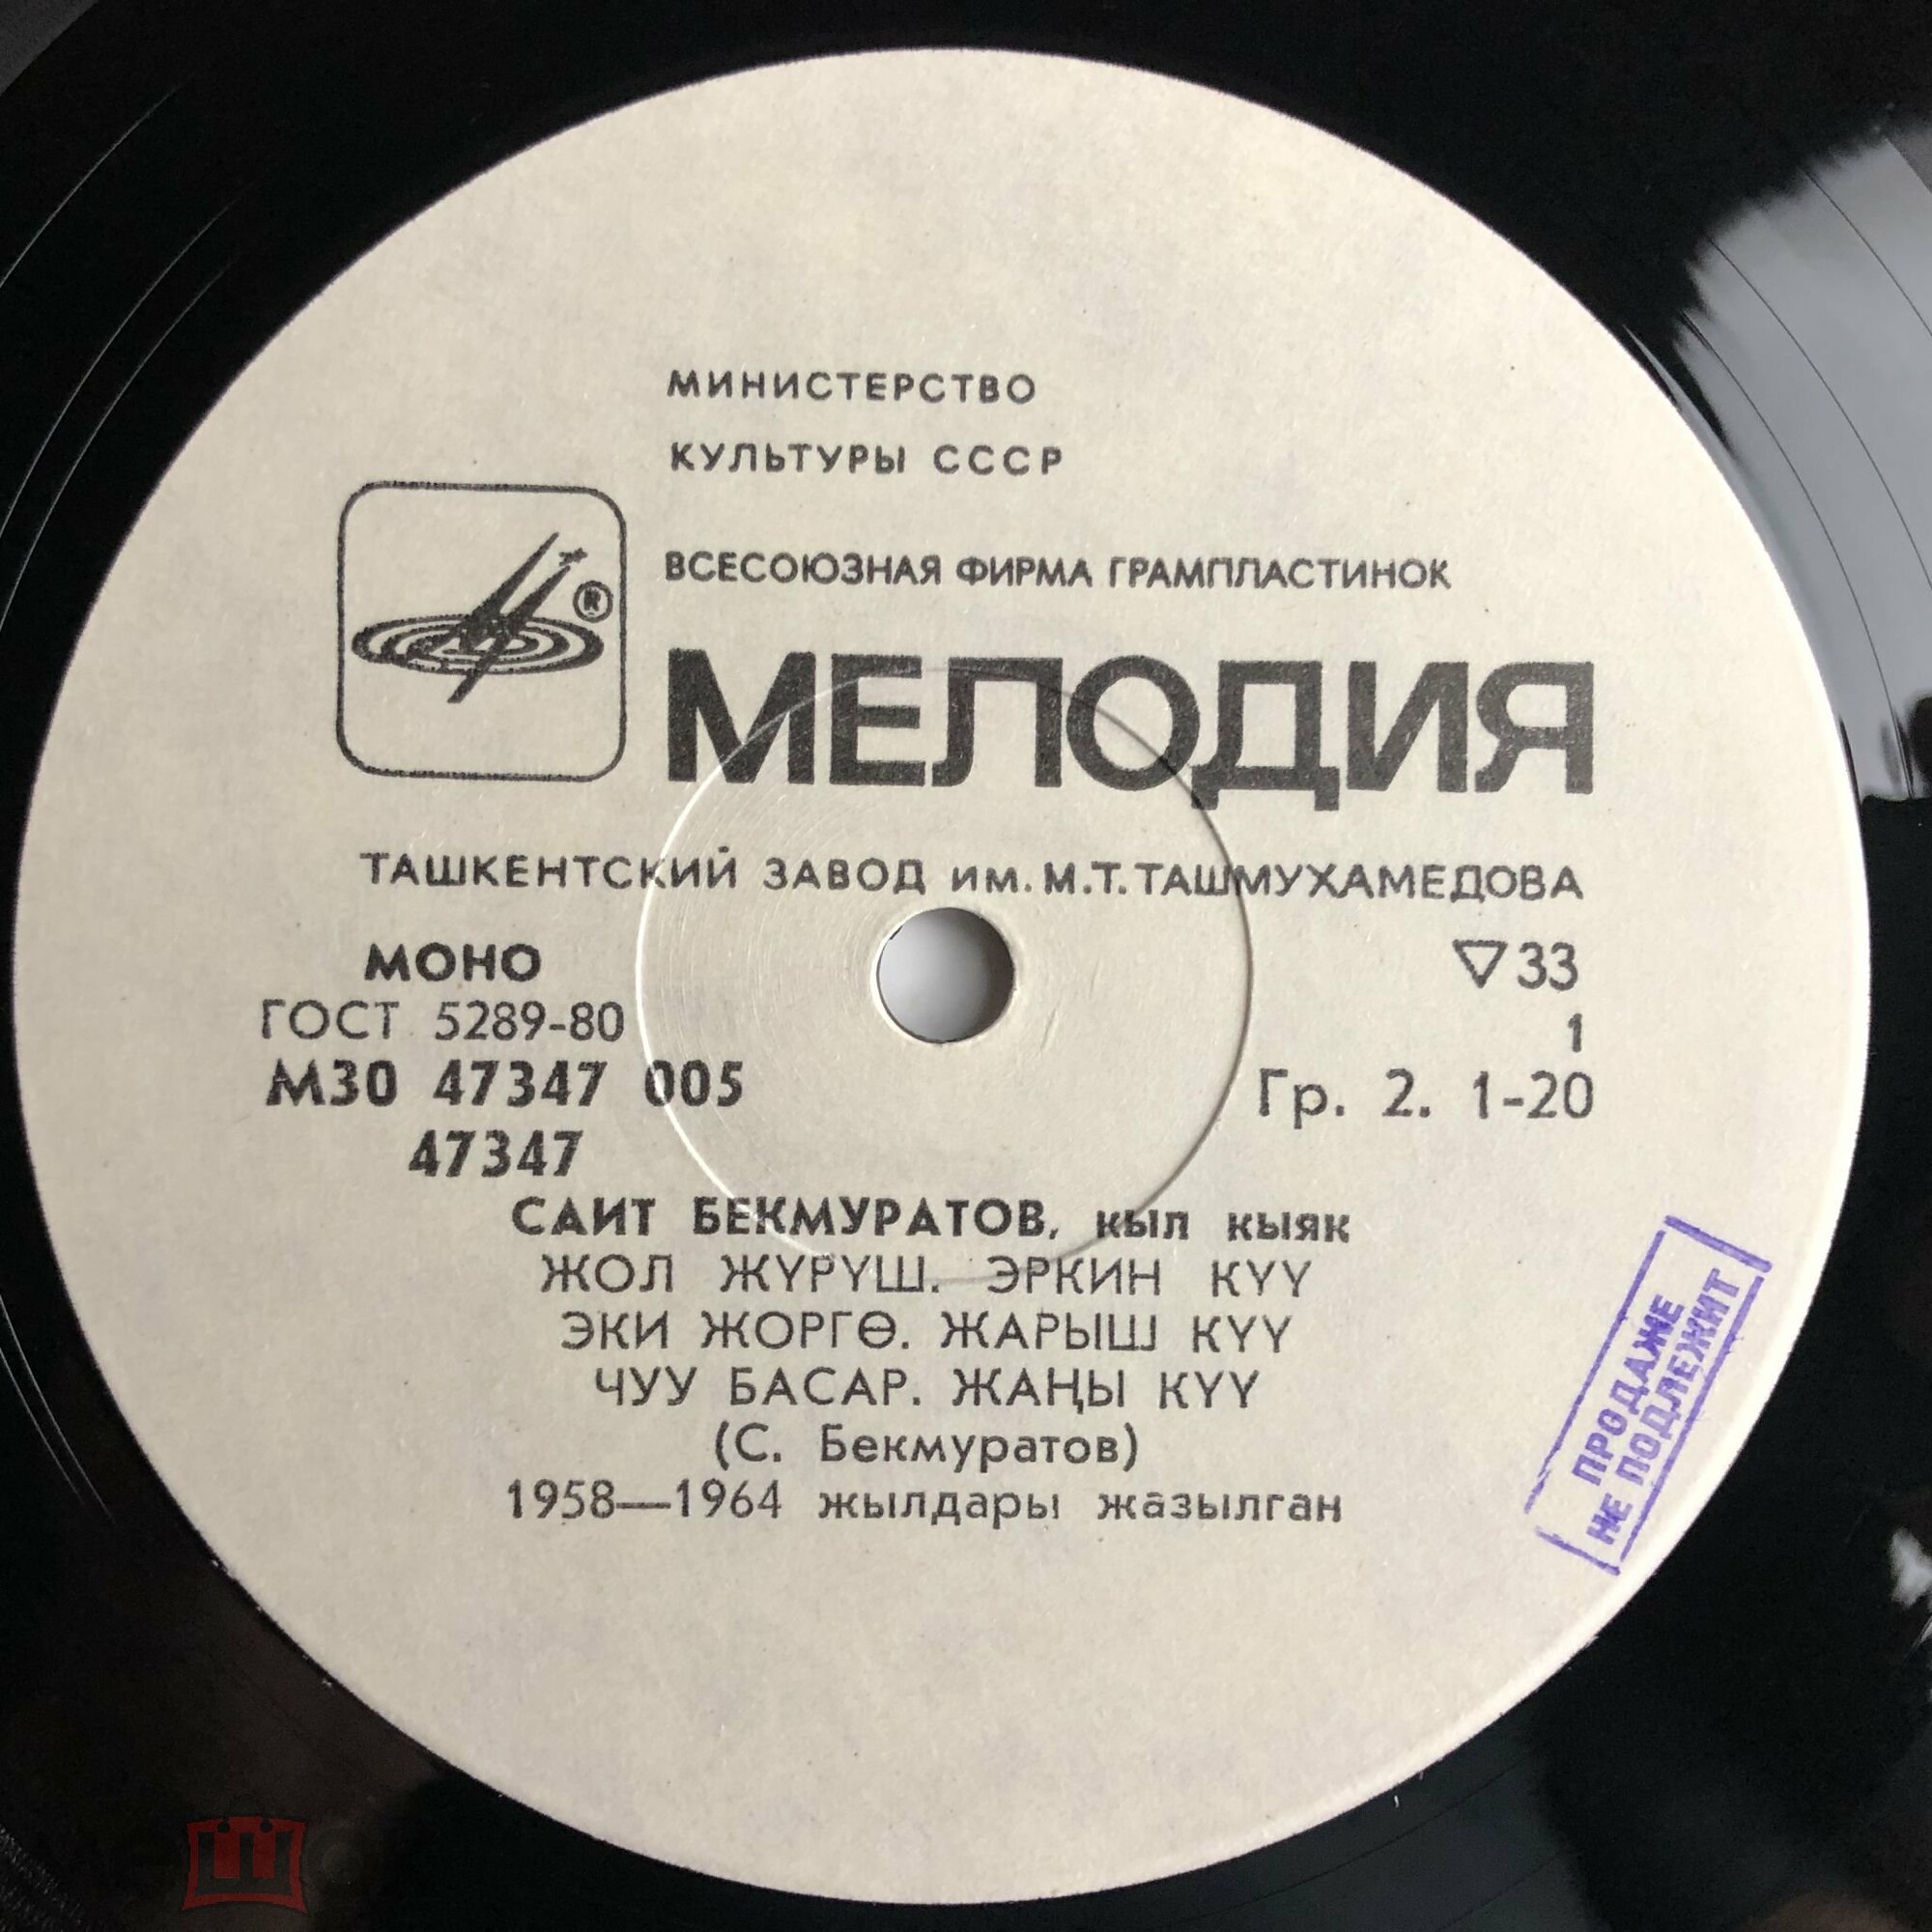 МИНИСТЕРСТВО
КУЛЬТУРЫ СССР
ВСЕСОЮЗНАЯ ФИРМА ГРАМПЛАСТИНОК
®
МЕЛОДИЯ
ТАШКЕНТСКИЙ ЗАВОД им. М.Т. ТАШМУХАМЕДОВА
МОНО
▽33
ГОСТ 5289-80
1
М30 47347 005
Гр. 2. 1-20
47347
САИТ БЕКМУРАТОВ, кыл кыяк
ЖОЛ ЖҮРҮШ. ЭРКИН КҮҮ
ЭКИ ЖОРГӨ. ЖАРЫШ КҮҮ
ЧУУ БАСАР. ЖАҢЫ КҮҮ
(С. Бекмуратов)
1958—1964 жылдары жазылган
ПРОДАЖЕ
НЕ ПОДЛЕЖИТ